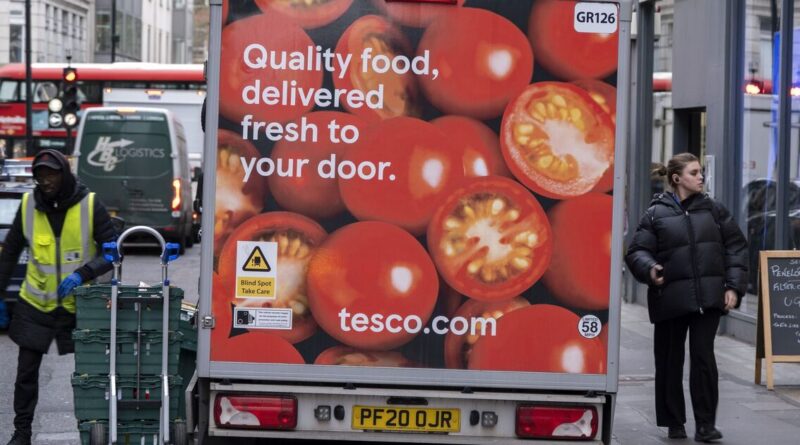 GR126
Quality food,
delivered
fresh to
your door.
LOGISTICS
Blind Spot
Take Care
tesco.com
58
PF20 OJR